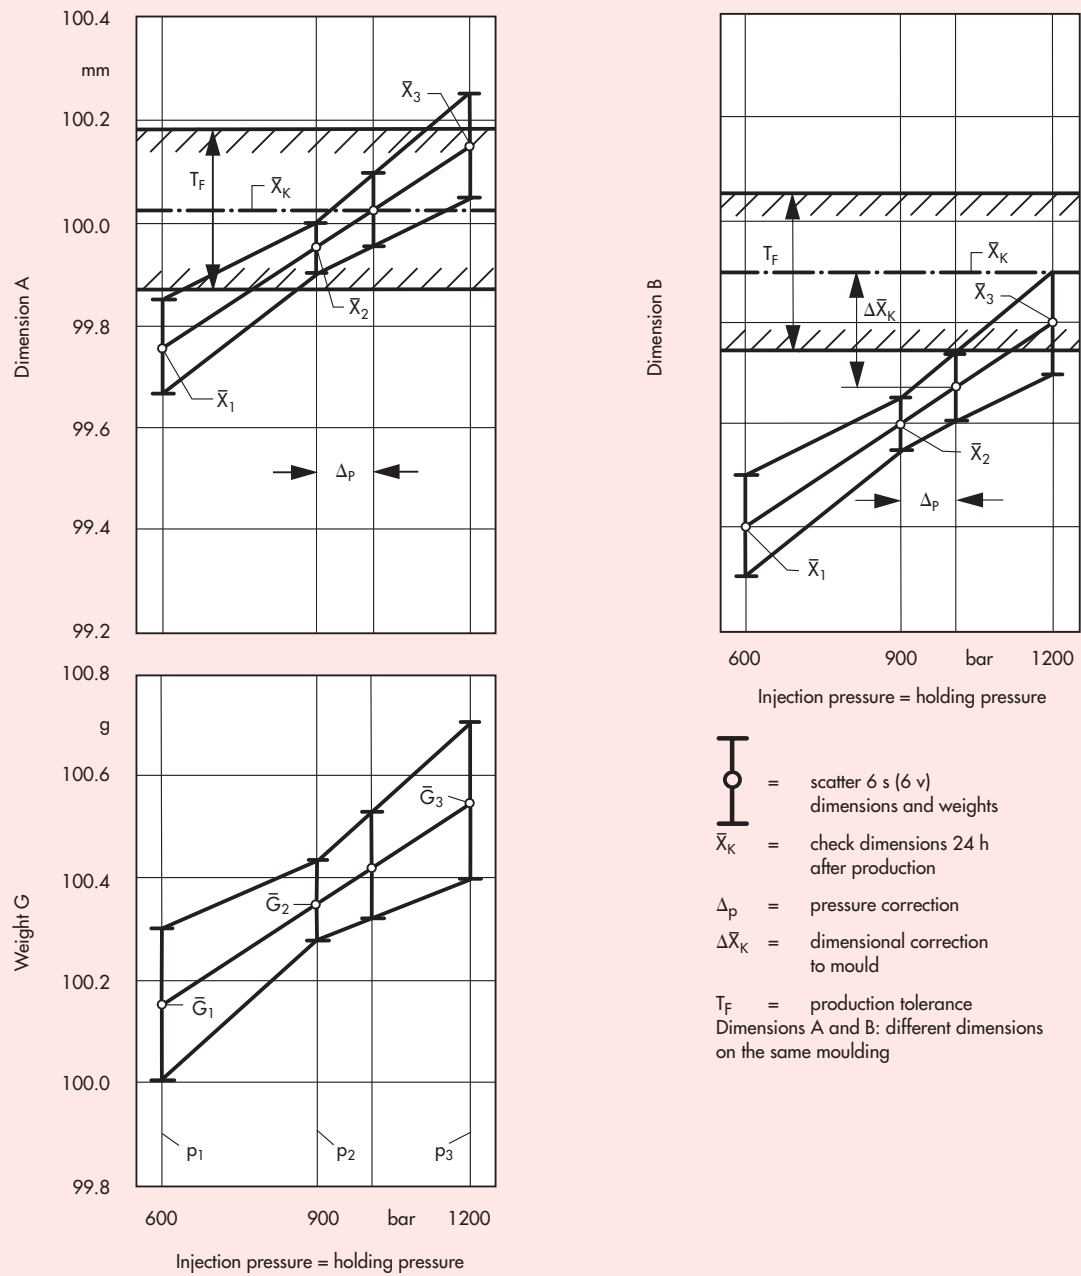 100.4
mm
100.2
100.0
99.8
99.6
99.4
99.2
Dimension A
X̄3
TF
X̄K
X̄2
X̄1
ΔP
Dimension B
TF
X̄K
X̄3
ΔX̄K
X̄2
ΔP
X̄1
600 900 bar 1200
Injection pressure = holding pressure
100.8
g
100.6
100.4
100.2
100.0
99.8
Weight G
Ḡ3
Ḡ2
Ḡ1
p1 p2 p3
600 900 bar 1200
Injection pressure = holding pressure
= scatter 6 s (6 v)
dimensions and weights
X̄K = check dimensions 24 h
after production
Δp = pressure correction
ΔX̄K = dimensional correction
to mould
TF = production tolerance
Dimensions A and B: different dimensions
on the same moulding